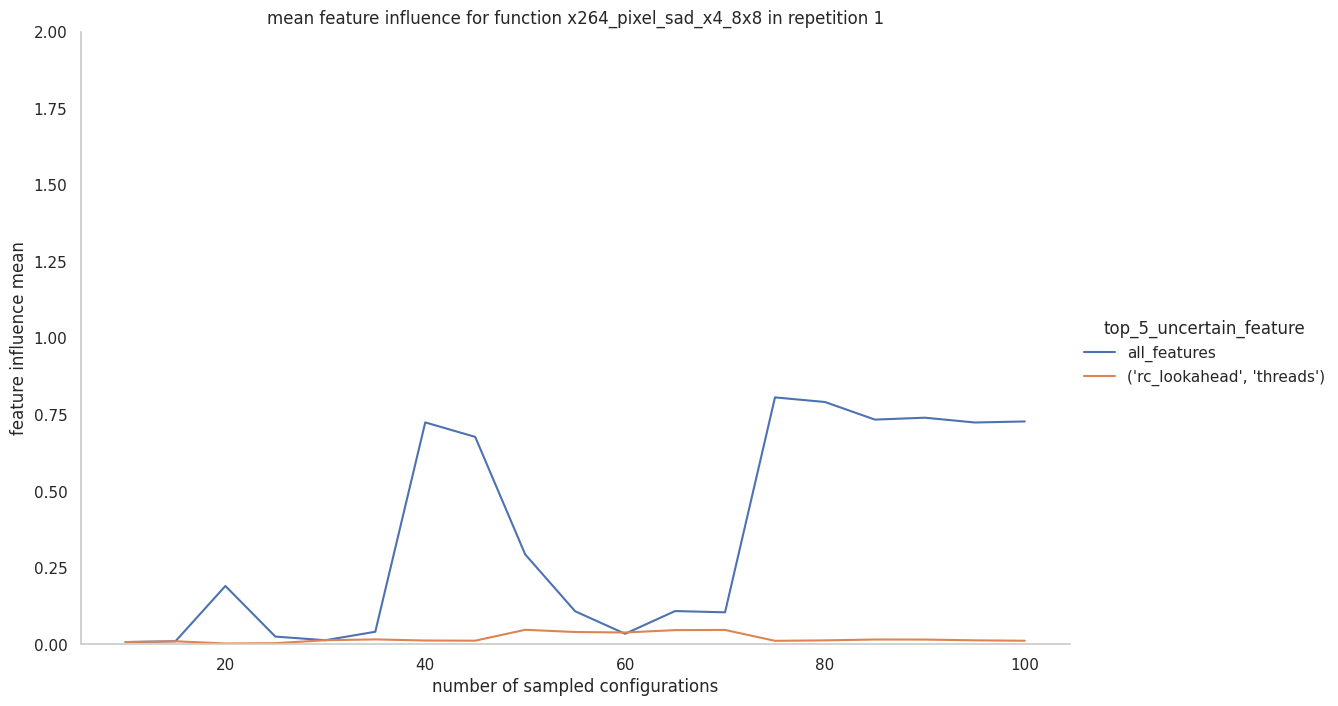 mean feature influence for function x264_pixel_sad_x4_8x8 in repetition 1
2.00
1.75
1.50
1.25
1.00
0.75
0.50
0.25
0.00
feature influence mean
20
40
60
80
100
number of sampled configurations
top_5_uncertain_feature
all_features
('rc_lookahead', 'threads')